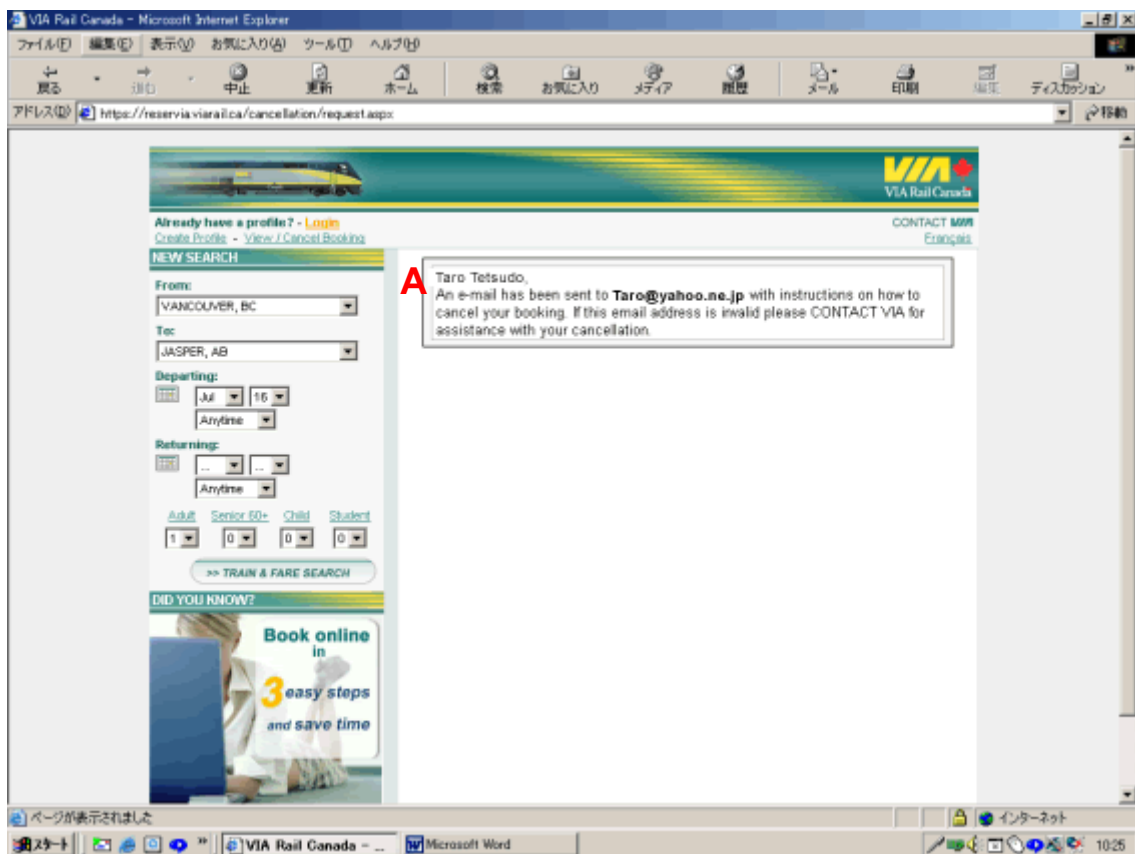 VIA Rail Canada - Microsoft Internet Explorer
ファイル(F) 編集(E) 表示(V) お気に入り(A) ツール(T) ヘルプ(H)
戻る 進む 中止 更新 ホーム 検索 お気に入り メディア 履歴 メール 印刷 編集 ディスカッション
アドレス(D) https://reservia.viarail.ca/cancellation/request.aspx 移動
VIA
VIA Rail Canada
Already have a profile? - Login
CONTACT VIA
Create Profile - View / Cancel Booking
Français
NEW SEARCH
From:
VANCOUVER, BC
To:
JASPER, AB
Departing:
Jul 16
Anytime
Returning:
... ...
Anytime
Adult Senior 60+ Child Student
1 0 0 0
>> TRAIN & FARE SEARCH
DID YOU KNOW?
Book online
in
3 easy steps
and save time
A
Taro Tetsudo,
An e-mail has been sent to Taro@yahoo.ne.jp with instructions on how to
cancel your booking. If this email address is invalid please CONTACT VIA for
assistance with your cancellation.
ページが表示されました インターネット
スタート VIA Rail Canada - ... Microsoft Word 10:25